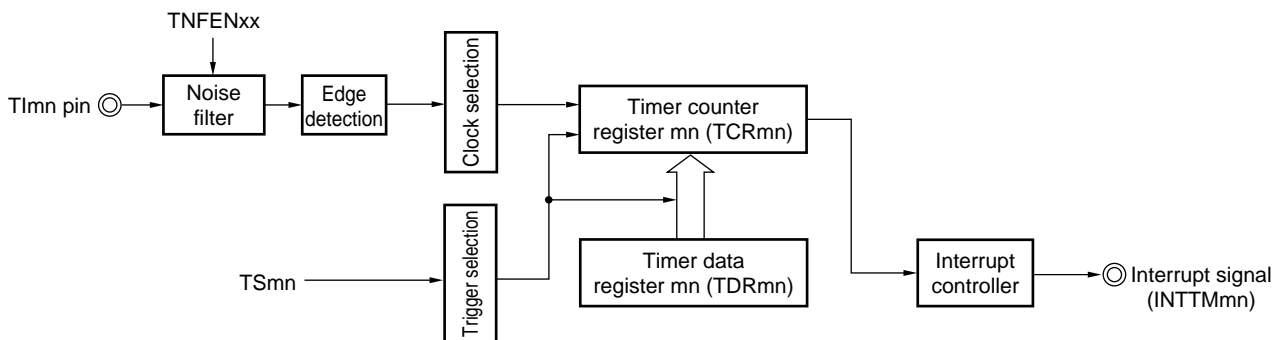 TNFENxx
TImn pin
Noise
filter
Edge
detection
Clock selection
Timer counter
register mn (TCRmn)
TSmn
Trigger selection
Timer data
register mn (TDRmn)
Interrupt
controller
Interrupt signal
(INTTMmn)